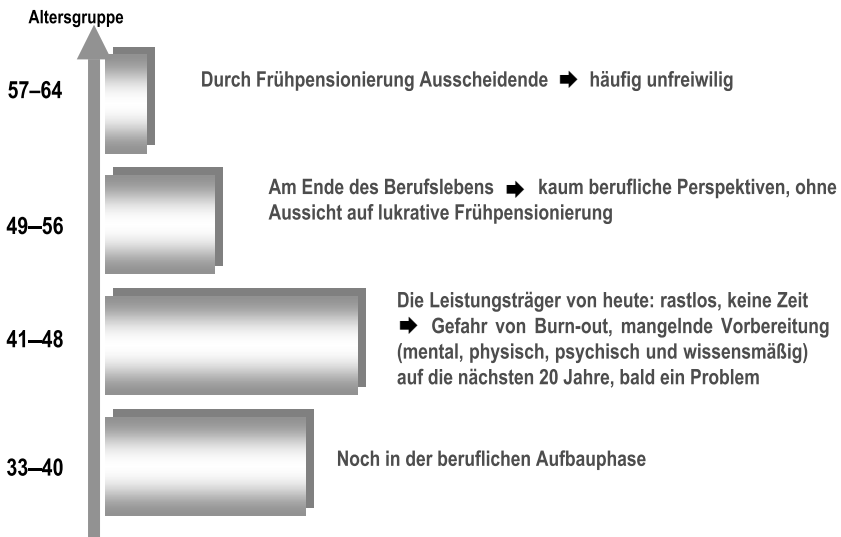 Altersgruppe
57–64
Durch Frühpensionierung Ausscheidende ➨ häufig unfreiwilig
49–56
Am Ende des Berufslebens ➨ kaum berufliche Perspektiven, ohne
Aussicht auf lukrative Frühpensionierung
41–48
Die Leistungsträger von heute: rastlos, keine Zeit
➨ Gefahr von Burn-out, mangelnde Vorbereitung
(mental, physisch, psychisch und wissensmäßig)
auf die nächsten 20 Jahre, bald ein Problem
33–40
Noch in der beruflichen Aufbauphase